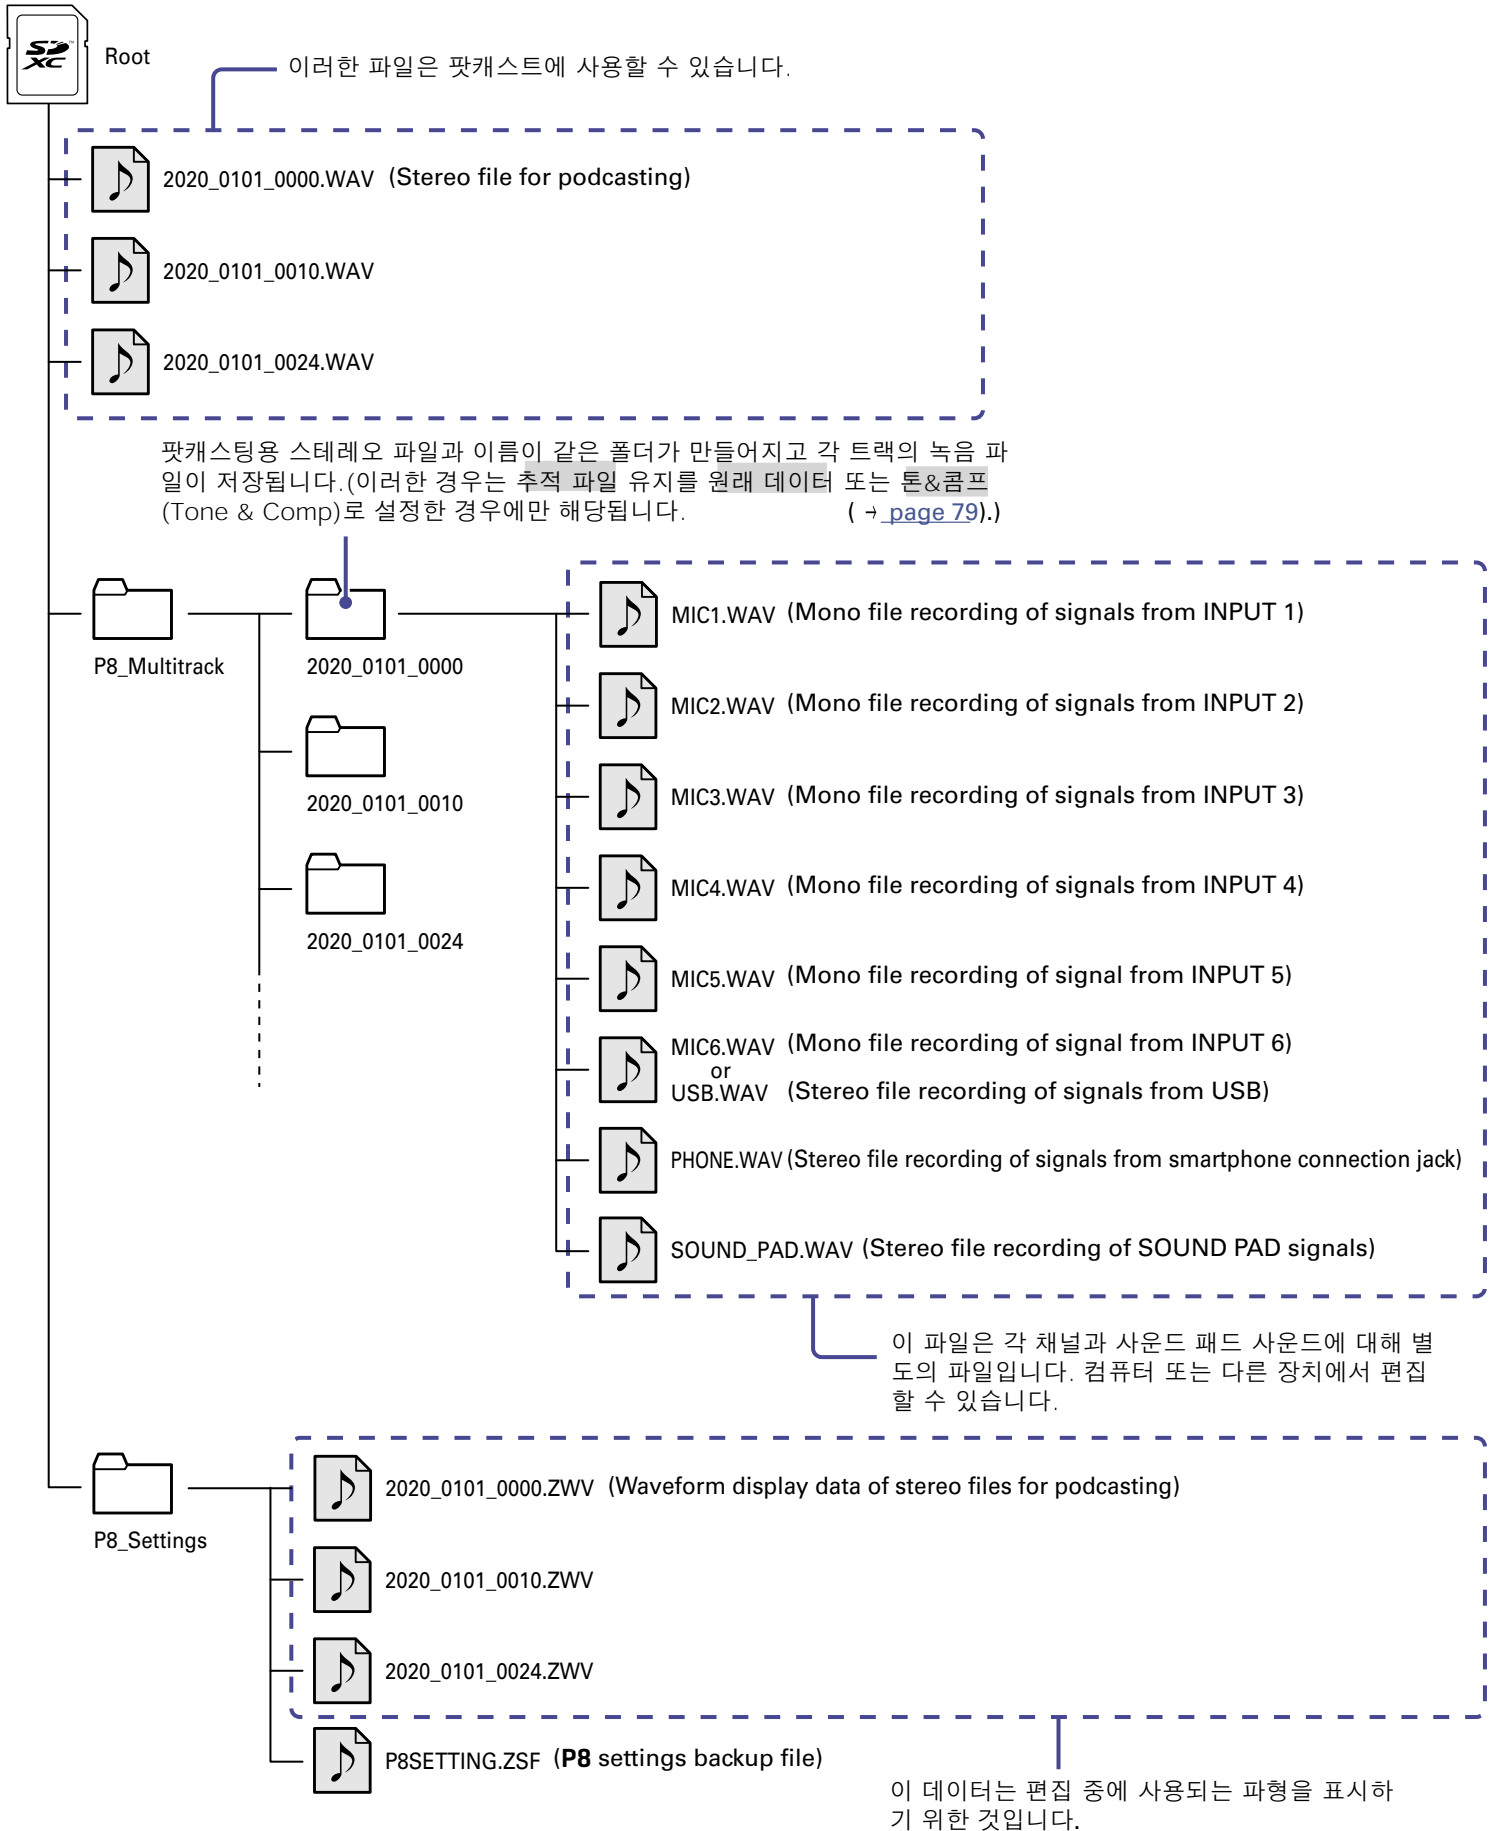 SD XC™
Root
이러한 파일은 팟캐스트에 사용할 수 있습니다.
2020_0101_0000.WAV (Stereo file for podcasting)
2020_0101_0010.WAV
2020_0101_0024.WAV
팟캐스팅용 스테레오 파일과 이름이 같은 폴더가 만들어지고 각 트랙의 녹음 파
일이 저장됩니다.(이러한 경우는 추적 파일 유지를 원래 데이터 또는 톤&콤프
(Tone & Comp)로 설정한 경우에만 해당됩니다. ( → page 79).)
P8_Multitrack
2020_0101_0000
2020_0101_0010
2020_0101_0024
MIC1.WAV (Mono file recording of signals from INPUT 1)
MIC2.WAV (Mono file recording of signals from INPUT 2)
MIC3.WAV (Mono file recording of signals from INPUT 3)
MIC4.WAV (Mono file recording of signals from INPUT 4)
MIC5.WAV (Mono file recording of signal from INPUT 5)
MIC6.WAV (Mono file recording of signal from INPUT 6)
or
USB.WAV (Stereo file recording of signals from USB)
PHONE.WAV (Stereo file recording of signals from smartphone connection jack)
SOUND_PAD.WAV (Stereo file recording of SOUND PAD signals)
이 파일은 각 채널과 사운드 패드 사운드에 대해 별
도의 파일입니다. 컴퓨터 또는 다른 장치에서 편집
할 수 있습니다.
P8_Settings
2020_0101_0000.ZWV (Waveform display data of stereo files for podcasting)
2020_0101_0010.ZWV
2020_0101_0024.ZWV
P8SETTING.ZSF (P8 settings backup file)
이 데이터는 편집 중에 사용되는 파형을 표시하
기 위한 것입니다.